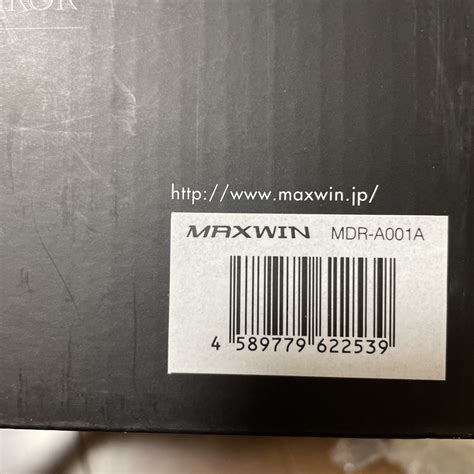 http://www.maxwin.jp/
MAXWIN MDR-A001A
4 589779 622539